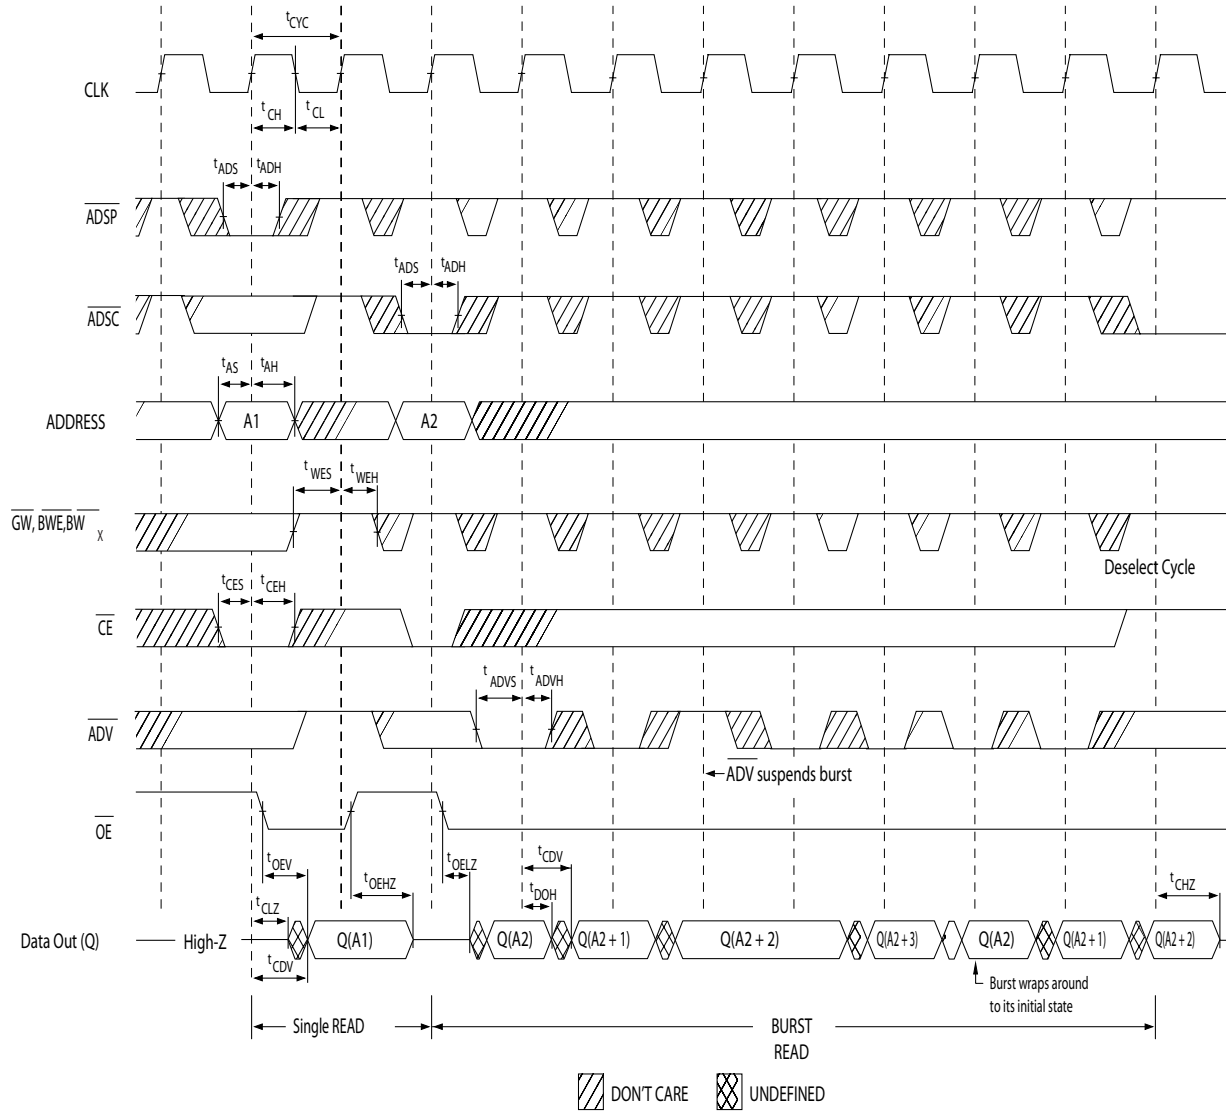 tCYC
CLK
tCH
tCL
tADS
tADH
ADSP
tADS
tADH
ADSC
tAS
tAH
ADDRESS
A1
A2
tWES
tWEH
GW, BWE,BW x
Deselect Cycle
tCES
tCEH
CE
tADVS
tADVH
ADV
ADV suspends burst
OE
tOEV
tOEHZ
tOELZ
tCDV
tCLZ
tDOH
tCHZ
Data Out (Q)
High-Z
Q(A1)
Q(A2)
Q(A2 + 1)
Q(A2 + 2)
Q(A2 + 3)
Q(A2)
Q(A2 + 1)
Q(A2 + 2)
tCDV
Burst wraps around
to its initial state
Single READ
BURST
READ
DON'T CARE
UNDEFINED